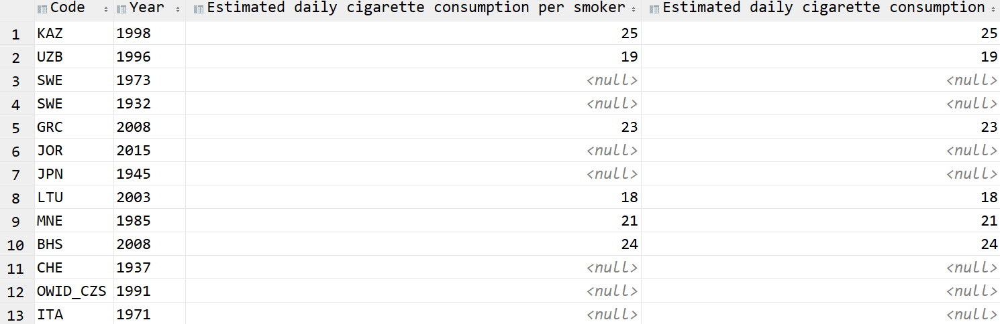 Code Year Estimated daily cigarette consumption per smoker Estimated daily cigarette consumption
1 KAZ 1998 25 25
2 UZB 1996 19 19
3 SWE 1973 <null> <null>
4 SWE 1932 <null> <null>
5 GRC 2008 23 23
6 JOR 2015 <null> <null>
7 JPN 1945 <null> <null>
8 LTU 2003 18 18
9 MNE 1985 21 21
10 BHS 2008 24 24
11 CHE 1937 <null> <null>
12 OWID_CZS 1991 <null> <null>
13 ITA 1971 <null> <null>